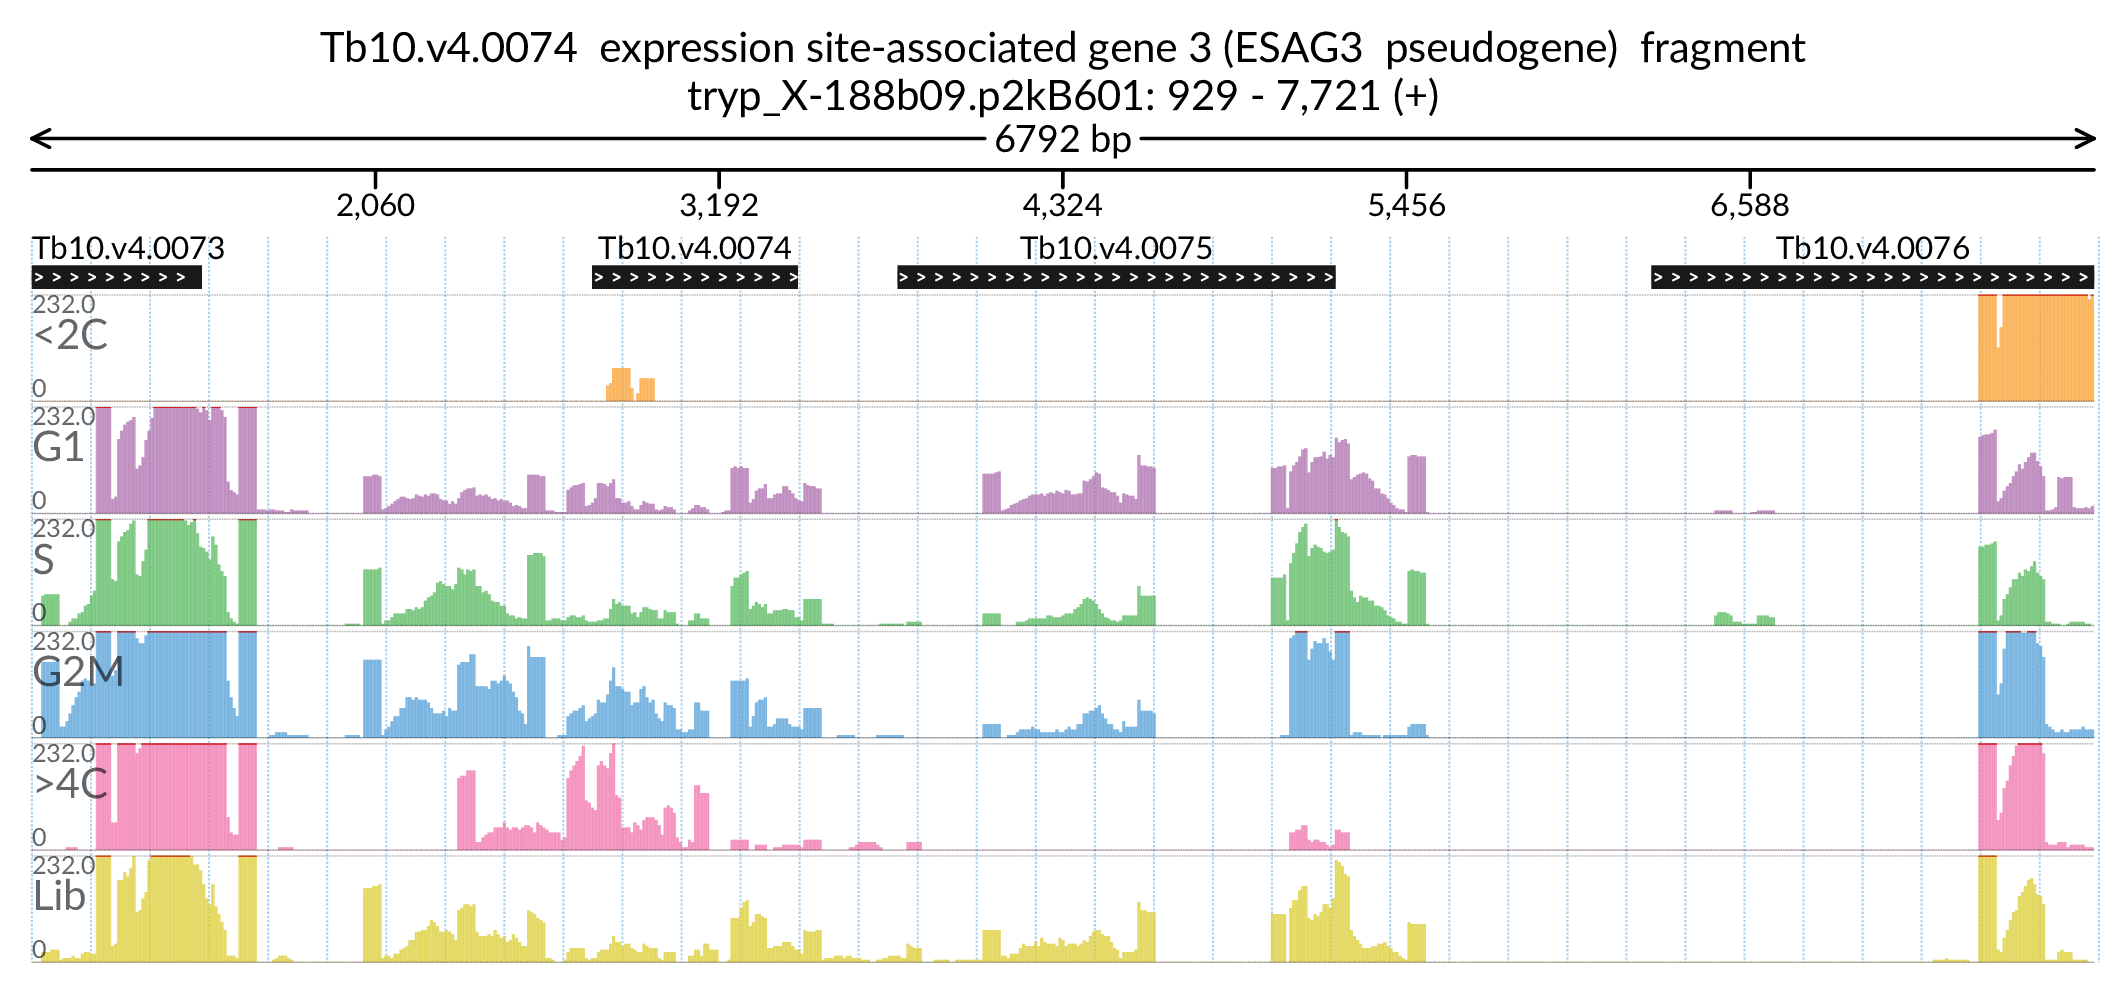 Tb10.v4.0074  expression site-associated gene 3 (ESAG3  pseudogene)  fragment
tryp_X-188b09.p2kB601: 929 - 7,721 (+)
6792 bp
2,060 3,192 4,324 5,456 6,588
Tb10.v4.0073 Tb10.v4.0074 Tb10.v4.0075 Tb10.v4.0076
232.0
<2C
0
232.0
G1
0
232.0
S
0
232.0
G2M
0
232.0
>4C
0
232.0
Lib
0